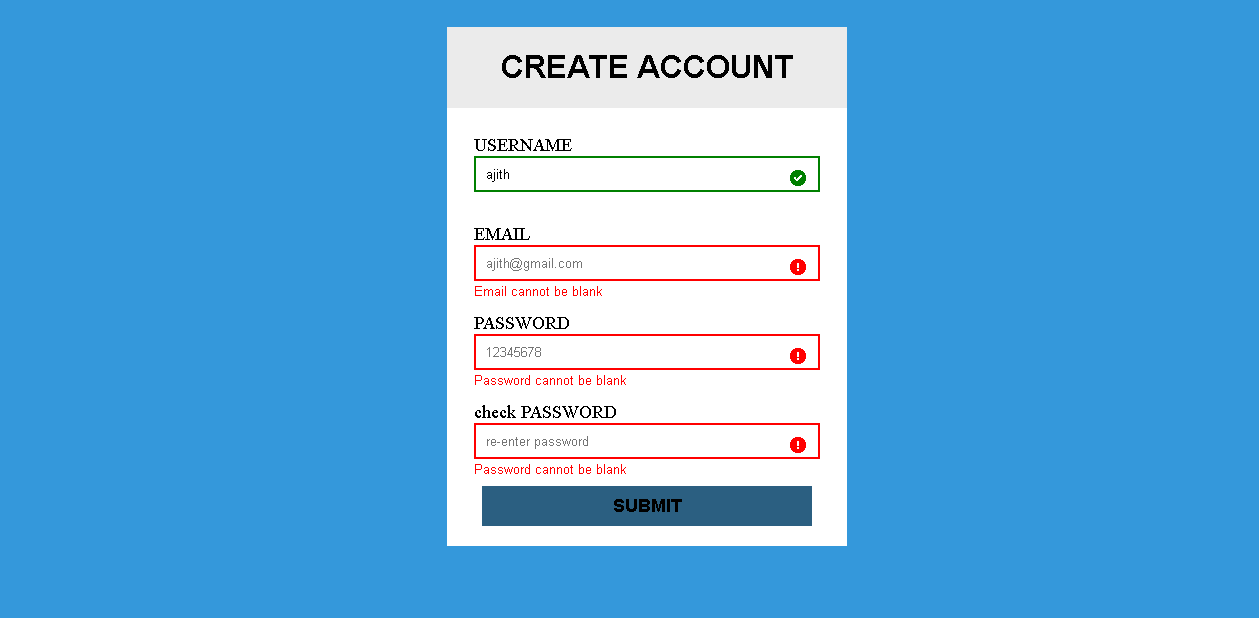 CREATE ACCOUNT
USERNAME
ajith
EMAIL
ajith@gmail.com
Email cannot be blank
PASSWORD
12345678
Password cannot be blank
check PASSWORD
re-enter password
Password cannot be blank
SUBMIT